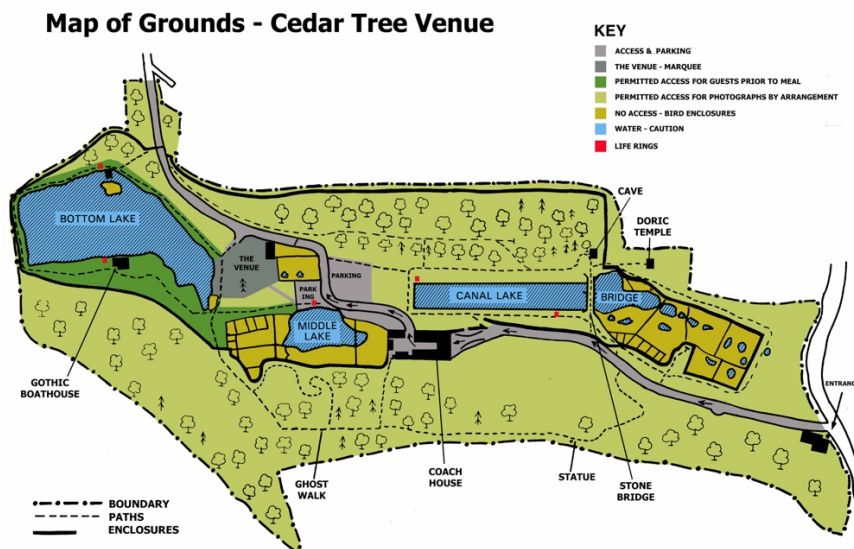 Map of Grounds - Cedar Tree Venue
KEY
ACCESS & PARKING
THE VENUE - MARQUEE
PERMITTED ACCESS FOR GUESTS PRIOR TO MEAL
PERMITTED ACCESS FOR PHOTOGRAPHS BY ARRANGEMENT
NO ACCESS - BIRD ENCLOSURES
WATER - CAUTION
LIFE RINGS
CAVE
DORIC
TEMPLE
BOTTOM LAKE
THE
VENUE
PARKING
PARK
ING
CANAL LAKE
BRIDGE
MIDDLE
LAKE
GOTHIC
BOATHOUSE
ENTRANC
GHOST
WALK
COACH
HOUSE
STATUE
STONE
BRIDGE
BOUNDARY
PATHS
ENCLOSURES